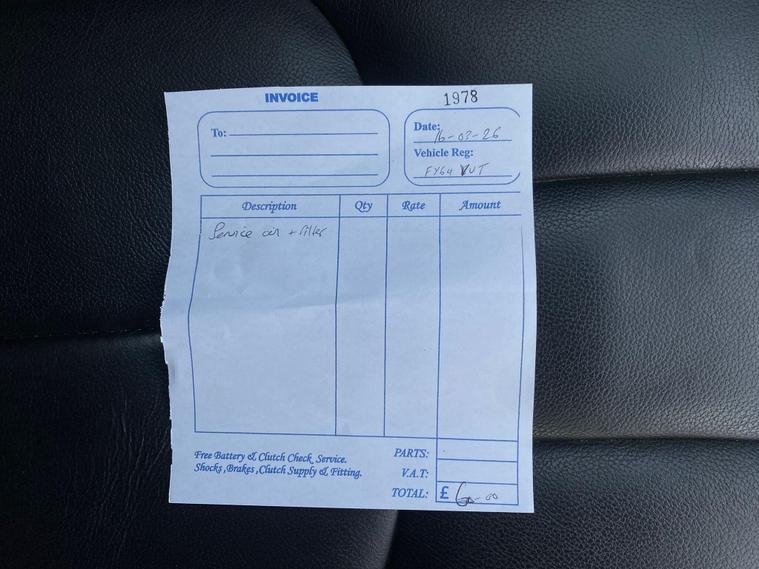 INVOICE
1978
To:
Date: 16-03-26
Vehicle Reg:
FY64 VUT
Description Qty Rate Amount
Service oil + filter
Free Battery & Clutch Check Service.
Shocks,Brakes,Clutch Supply & Fitting.
PARTS:
V.A.T:
TOTAL: £ 60-00